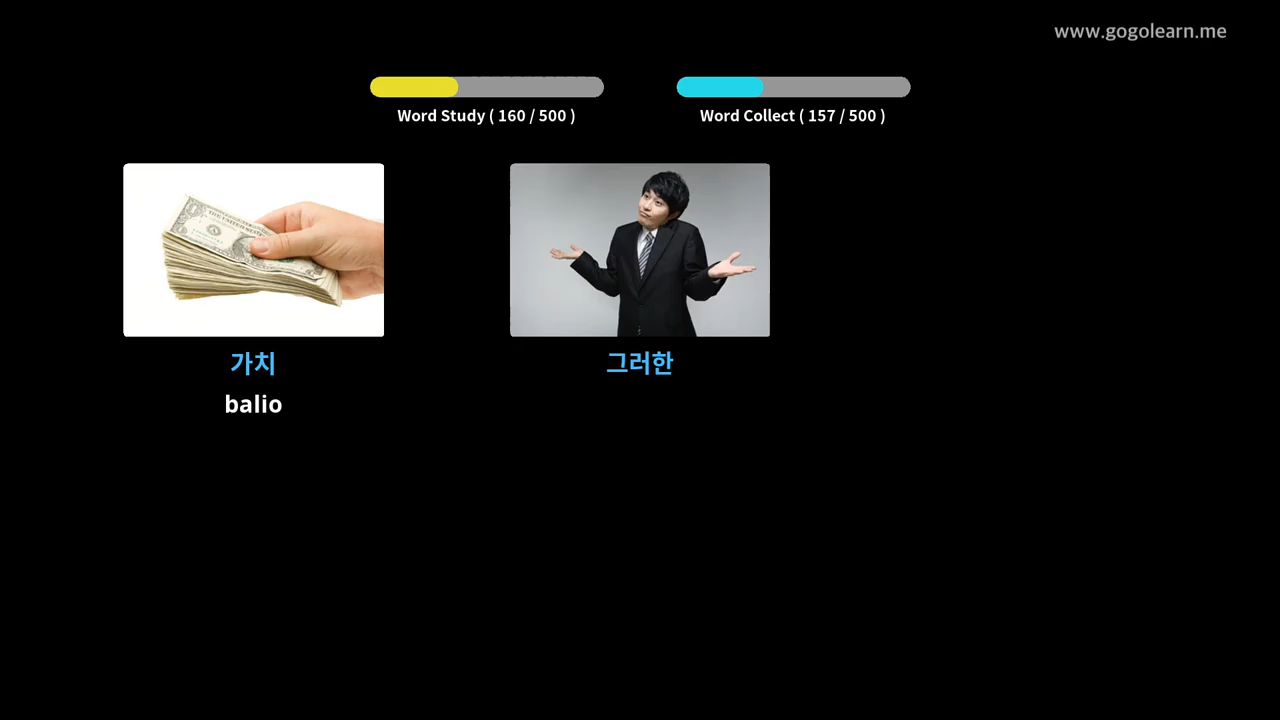 www.gogolearn.me
Word Study ( 160 / 500 )
Word Collect ( 157 / 500 )
가치
그러한
balio